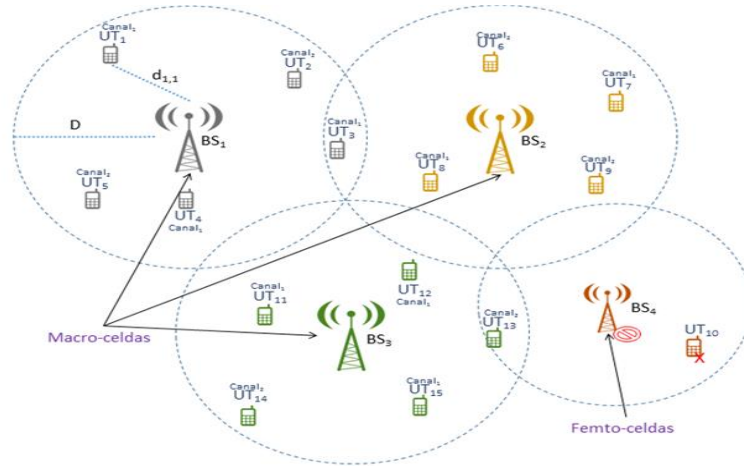 Canal₁
UT₁
d₁,₁
Canal₂
UT₂
D
BS₁
Canal₁
UT₃
Canal₂
UT₅
UT₄
Canal₁
Canal₂
UT₆
Canal₁
UT₇
BS₂
Canal₁
UT₈
Canal₂
UT₉
Macro-celdas
Canal₁
UT₁₁
UT₁₂
Canal₁
Canal₂
UT₁₃
BS₃
Canal₂
UT₁₄
Canal₁
UT₁₅
BS₄
UT₁₀
X
Femto-celdas